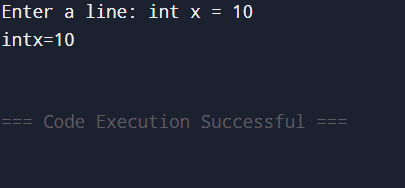 Enter a line: int x = 10
intx=10
=== Code Execution Successful ===